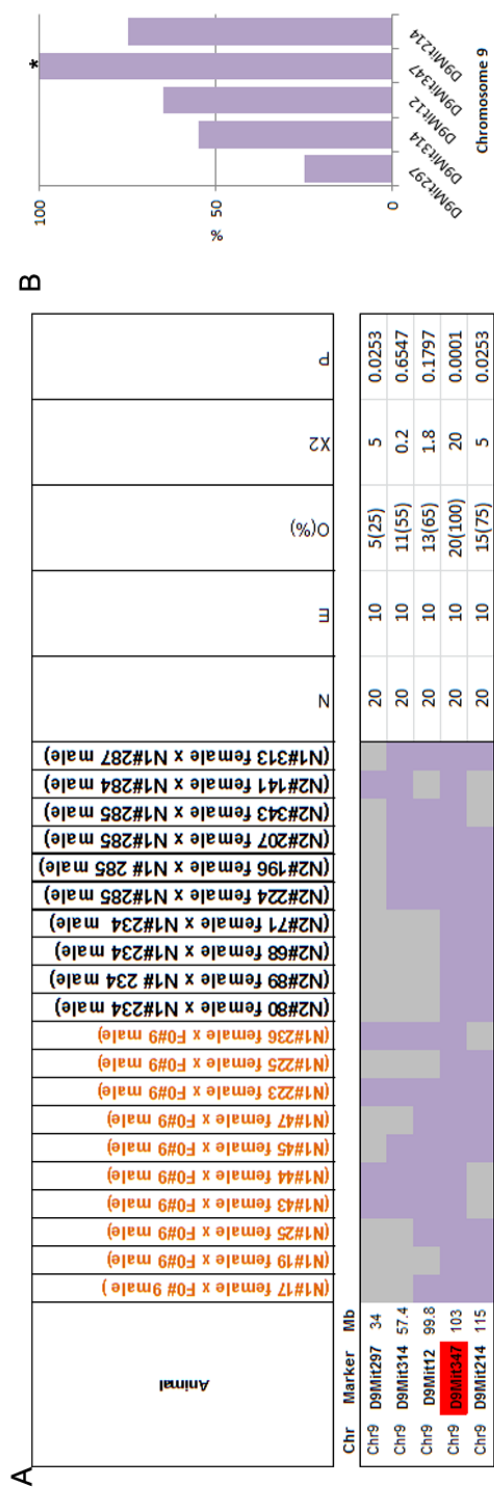 A
Animal
(N1#17 female x F0# 9male )
(N1#19 female x F0#9 male)
(N1#25 female x F0#9 male)
(N1#43 female x F0#9 male)
(N1#44 female x F0#9 male)
(N1#45 female x F0#9 male)
(N1#47 female x F0#9 male)
(N1#223 female x F0#9 male)
(N1#225 female x F0#9 male)
(N1#236 female x F0#9 male)
(N2#80 female x N1#234 male)
(N2#89 female x N1# 234 male)
(N2#68 female x N1#234 male)
(N2#71 female x N1#234 male)
(N2#224 female x N1#285 male)
(N2#196 female x N1# 285 male)
(N2#207 female x N1#285 male)
(N2#343 female x N1#285 male)
(N2#141 female x N1#284 male)
(N1#313 female x N1#287 male)
N
E
O(%)
X2
P
Chr Marker Mb
Chr9 D9Mit297 34 20 10 5(25) 5 0.0253
Chr9 D9Mit314 57.4 20 10 11(55) 0.2 0.6547
Chr9 D9Mit12 99.8 20 10 13(65) 1.8 0.1797
Chr9 D9Mit347 103 20 10 20(100) 20 0.0001
Chr9 D9Mit214 115 20 10 15(75) 5 0.0253
B
100
50
0
%
*
D9Mit297
D9Mit314
D9Mit12
D9Mit347
D9Mit214
Chromosome 9